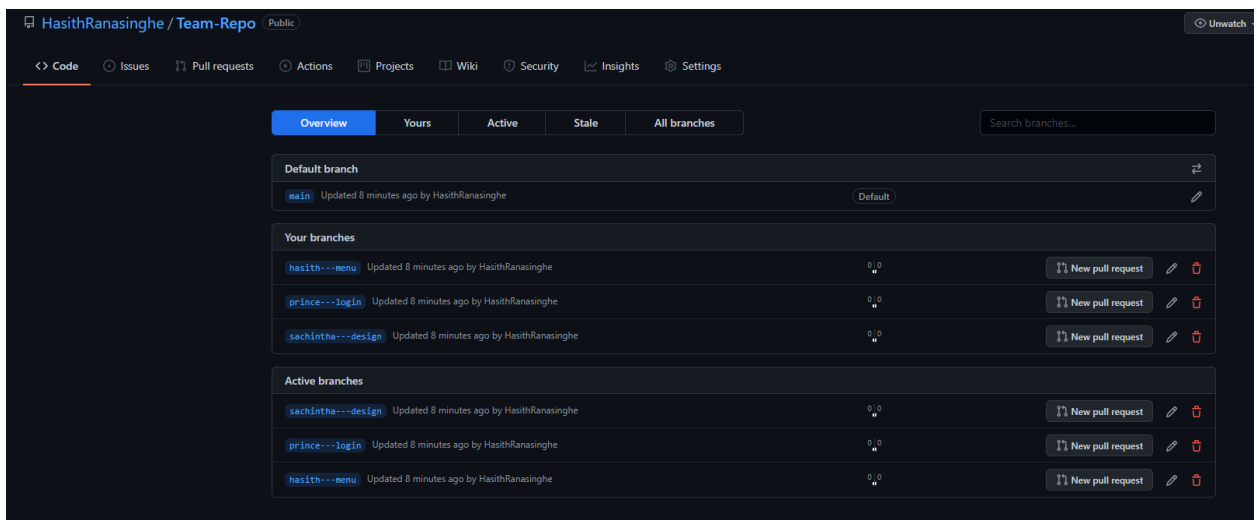 HasithRanasinghe / Team-Repo Public
Unwatch
<> Code Issues Pull requests Actions Projects Wiki Security Insights Settings
Overview Yours Active Stale All branches
Search branches...
Default branch
main Updated 8 minutes ago by HasithRanasinghe Default
Your branches
hasith---menu Updated 8 minutes ago by HasithRanasinghe 0 0 New pull request
prince---login Updated 8 minutes ago by HasithRanasinghe 0 0 New pull request
sachintha---design Updated 8 minutes ago by HasithRanasinghe 0 0 New pull request
Active branches
sachintha---design Updated 8 minutes ago by HasithRanasinghe 0 0 New pull request
prince---login Updated 8 minutes ago by HasithRanasinghe 0 0 New pull request
hasith---menu Updated 8 minutes ago by HasithRanasinghe 0 0 New pull request